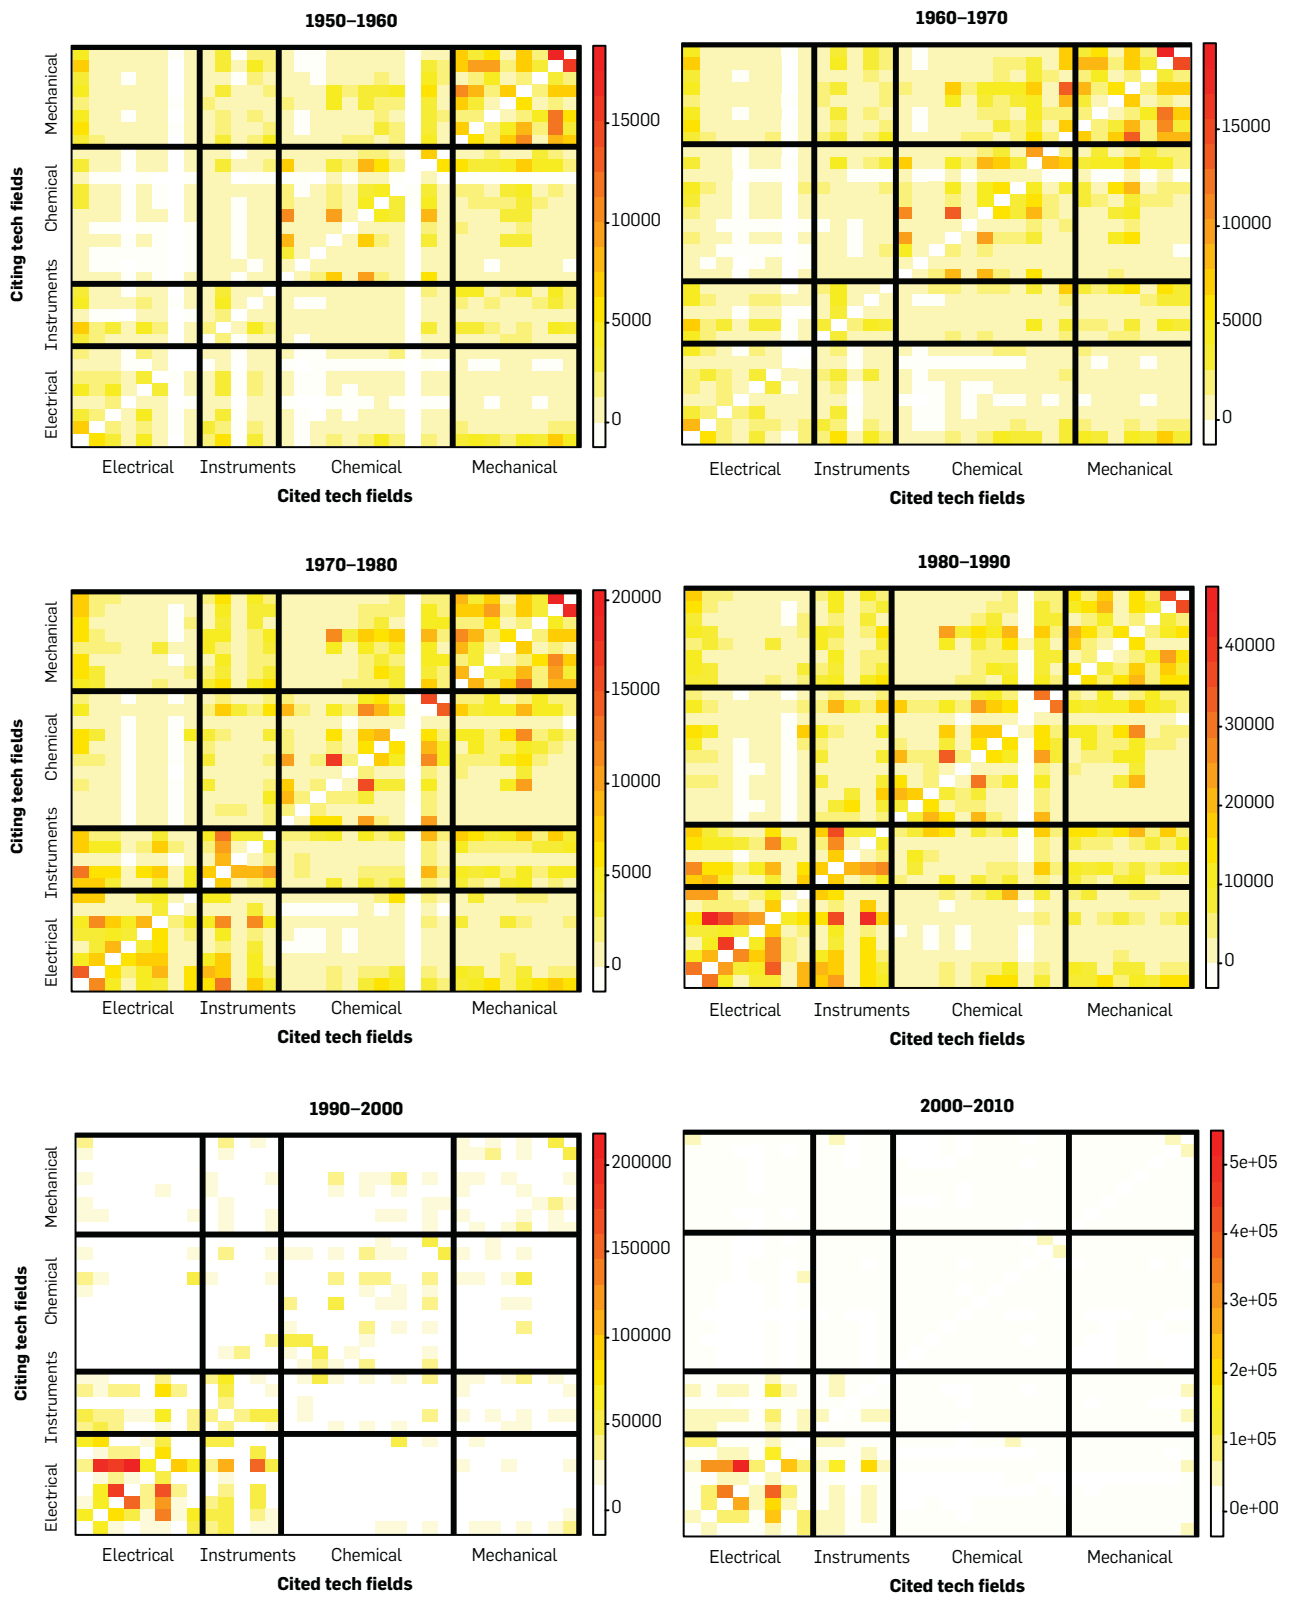 1950–1960
Citing tech fields
Mechanical
Chemical
Instruments
Electrical
15000
10000
5000
0
Electrical Instruments Chemical Mechanical
Cited tech fields
1960–1970
15000
10000
5000
0
Electrical Instruments Chemical Mechanical
Cited tech fields
1970–1980
Citing tech fields
Mechanical
Chemical
Instruments
Electrical
20000
15000
10000
5000
0
Electrical Instruments Chemical Mechanical
Cited tech fields
1980–1990
40000
30000
20000
10000
0
Electrical Instruments Chemical Mechanical
Cited tech fields
1990–2000
Citing tech fields
Mechanical
Chemical
Instruments
Electrical
200000
150000
100000
50000
0
Electrical Instruments Chemical Mechanical
Cited tech fields
2000–2010
5e+05
4e+05
3e+05
2e+05
1e+05
0e+00
Electrical Instruments Chemical Mechanical
Cited tech fields